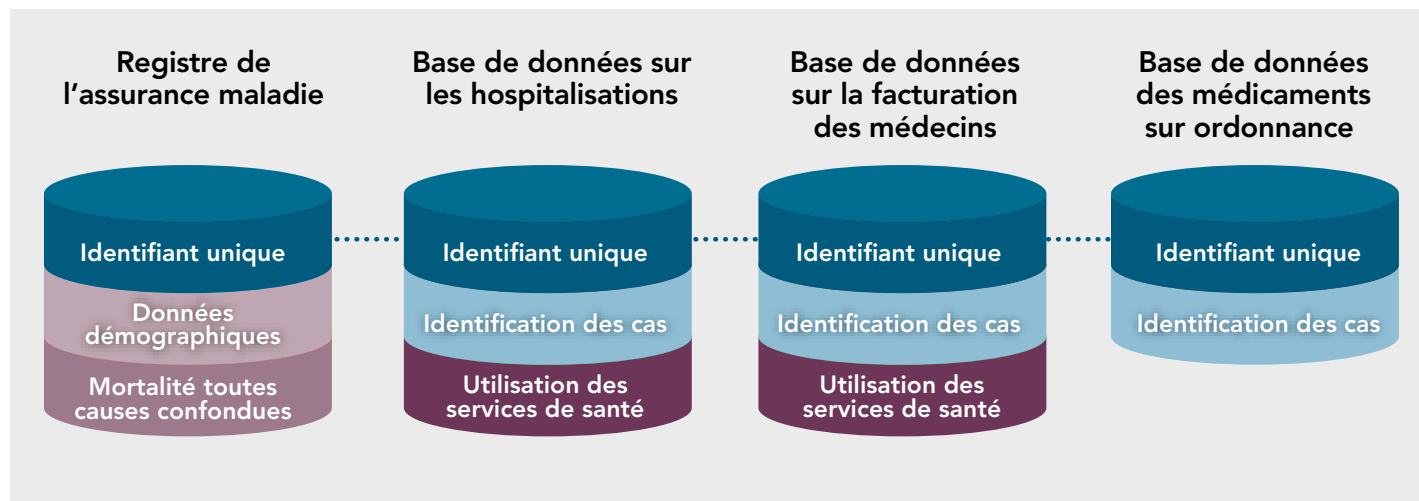 Registre de
l'assurance maladie
Base de données sur
les hospitalisations
Base de données
sur la facturation
des médecins
Base de données
des médicaments
sur ordonnance
Identifiant unique
Données
démographiques
Mortalité toutes
causes confondues
Identifiant unique
Identification des cas
Utilisation des
services de santé
Identifiant unique
Identification des cas
Utilisation des
services de santé
Identifiant unique
Identification des cas